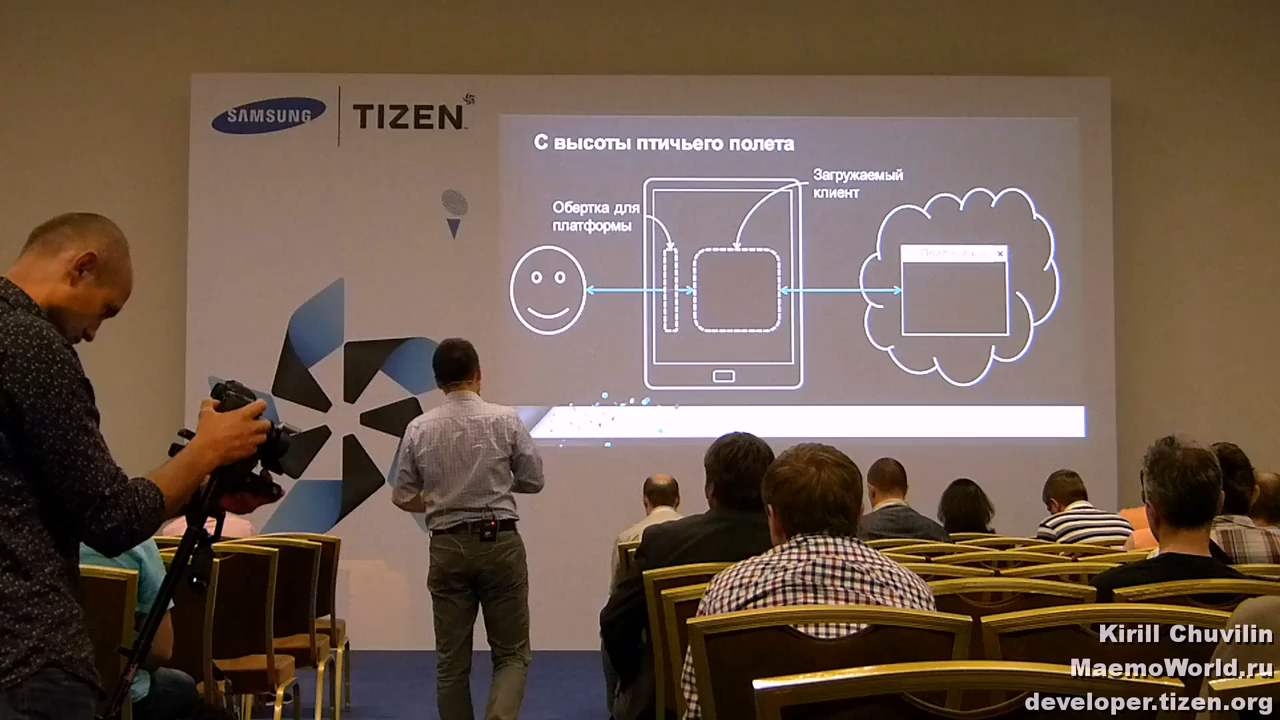 SAMSUNG
TIZEN
С высоты птичьего полета
Загружаемый
клиент
Обертка для
платформы
Kirill Chuvilin
MaemoWorld.ru
developer.tizen.org